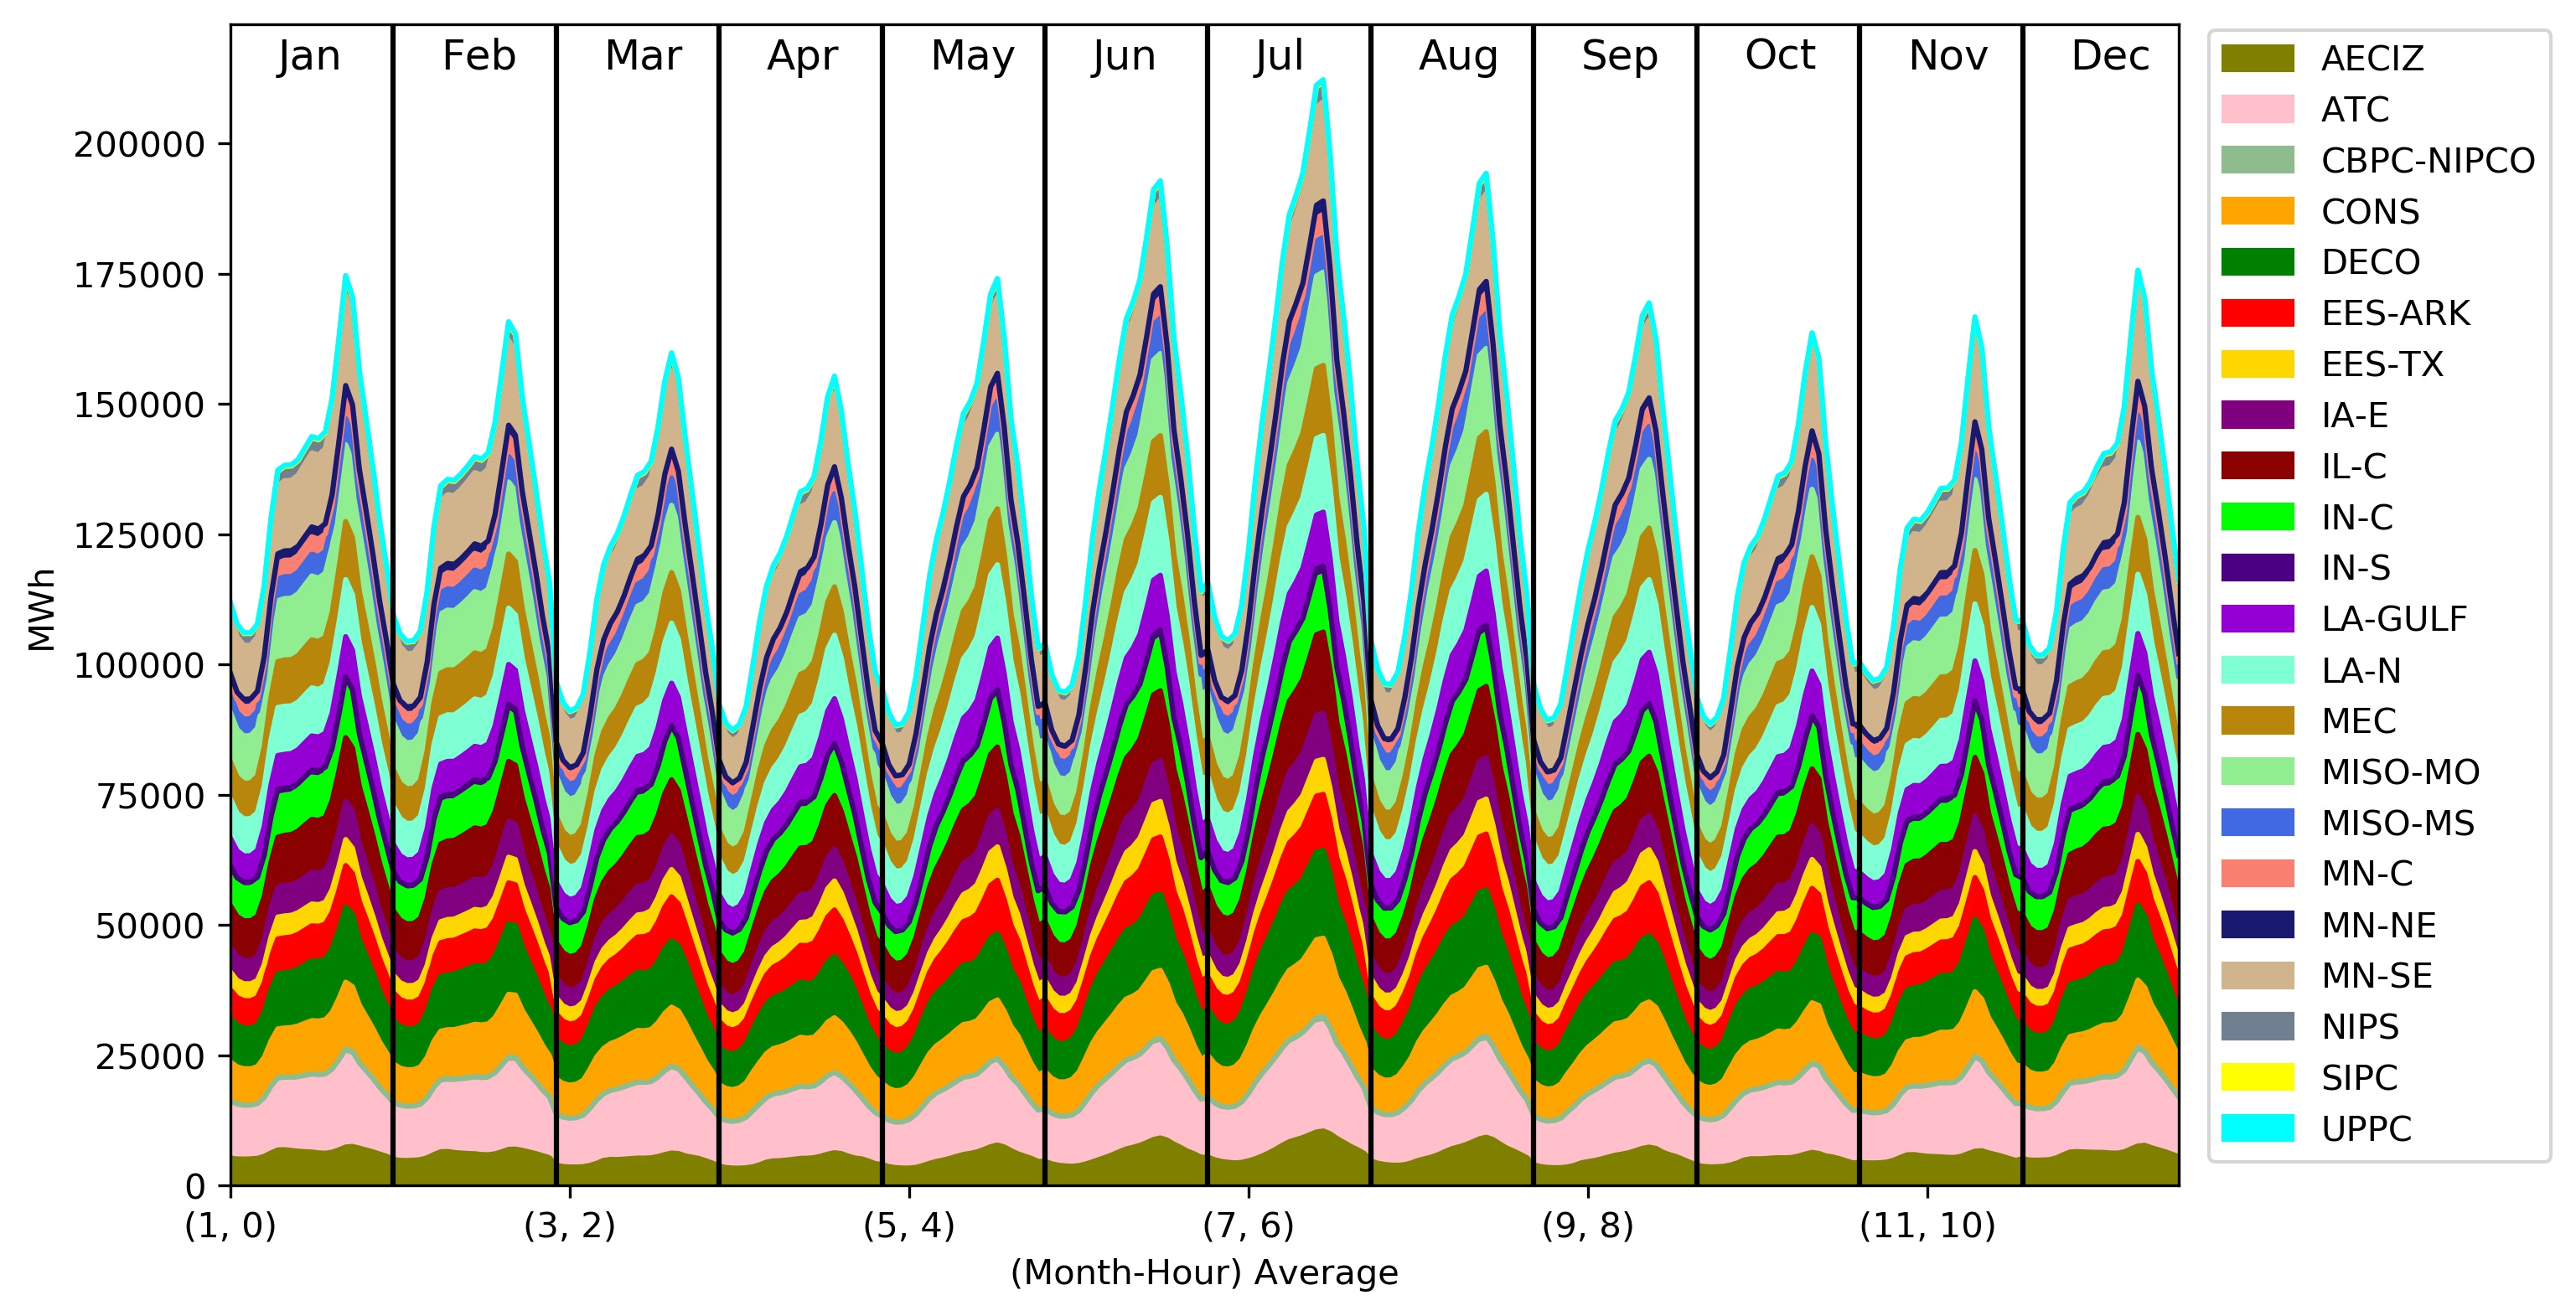 Jan Feb Mar Apr May Jun Jul Aug Sep Oct Nov Dec
200000
175000
150000
125000
100000
75000
50000
25000
0
MWh
(1, 0) (3, 2) (5, 4) (7, 6) (9, 8) (11, 10)
(Month-Hour) Average
AECIZ
ATC
CBPC-NIPCO
CONS
DECO
EES-ARK
EES-TX
IA-E
IL-C
IN-C
IN-S
LA-GULF
LA-N
MEC
MISO-MO
MISO-MS
MN-C
MN-NE
MN-SE
NIPS
SIPC
UPPC